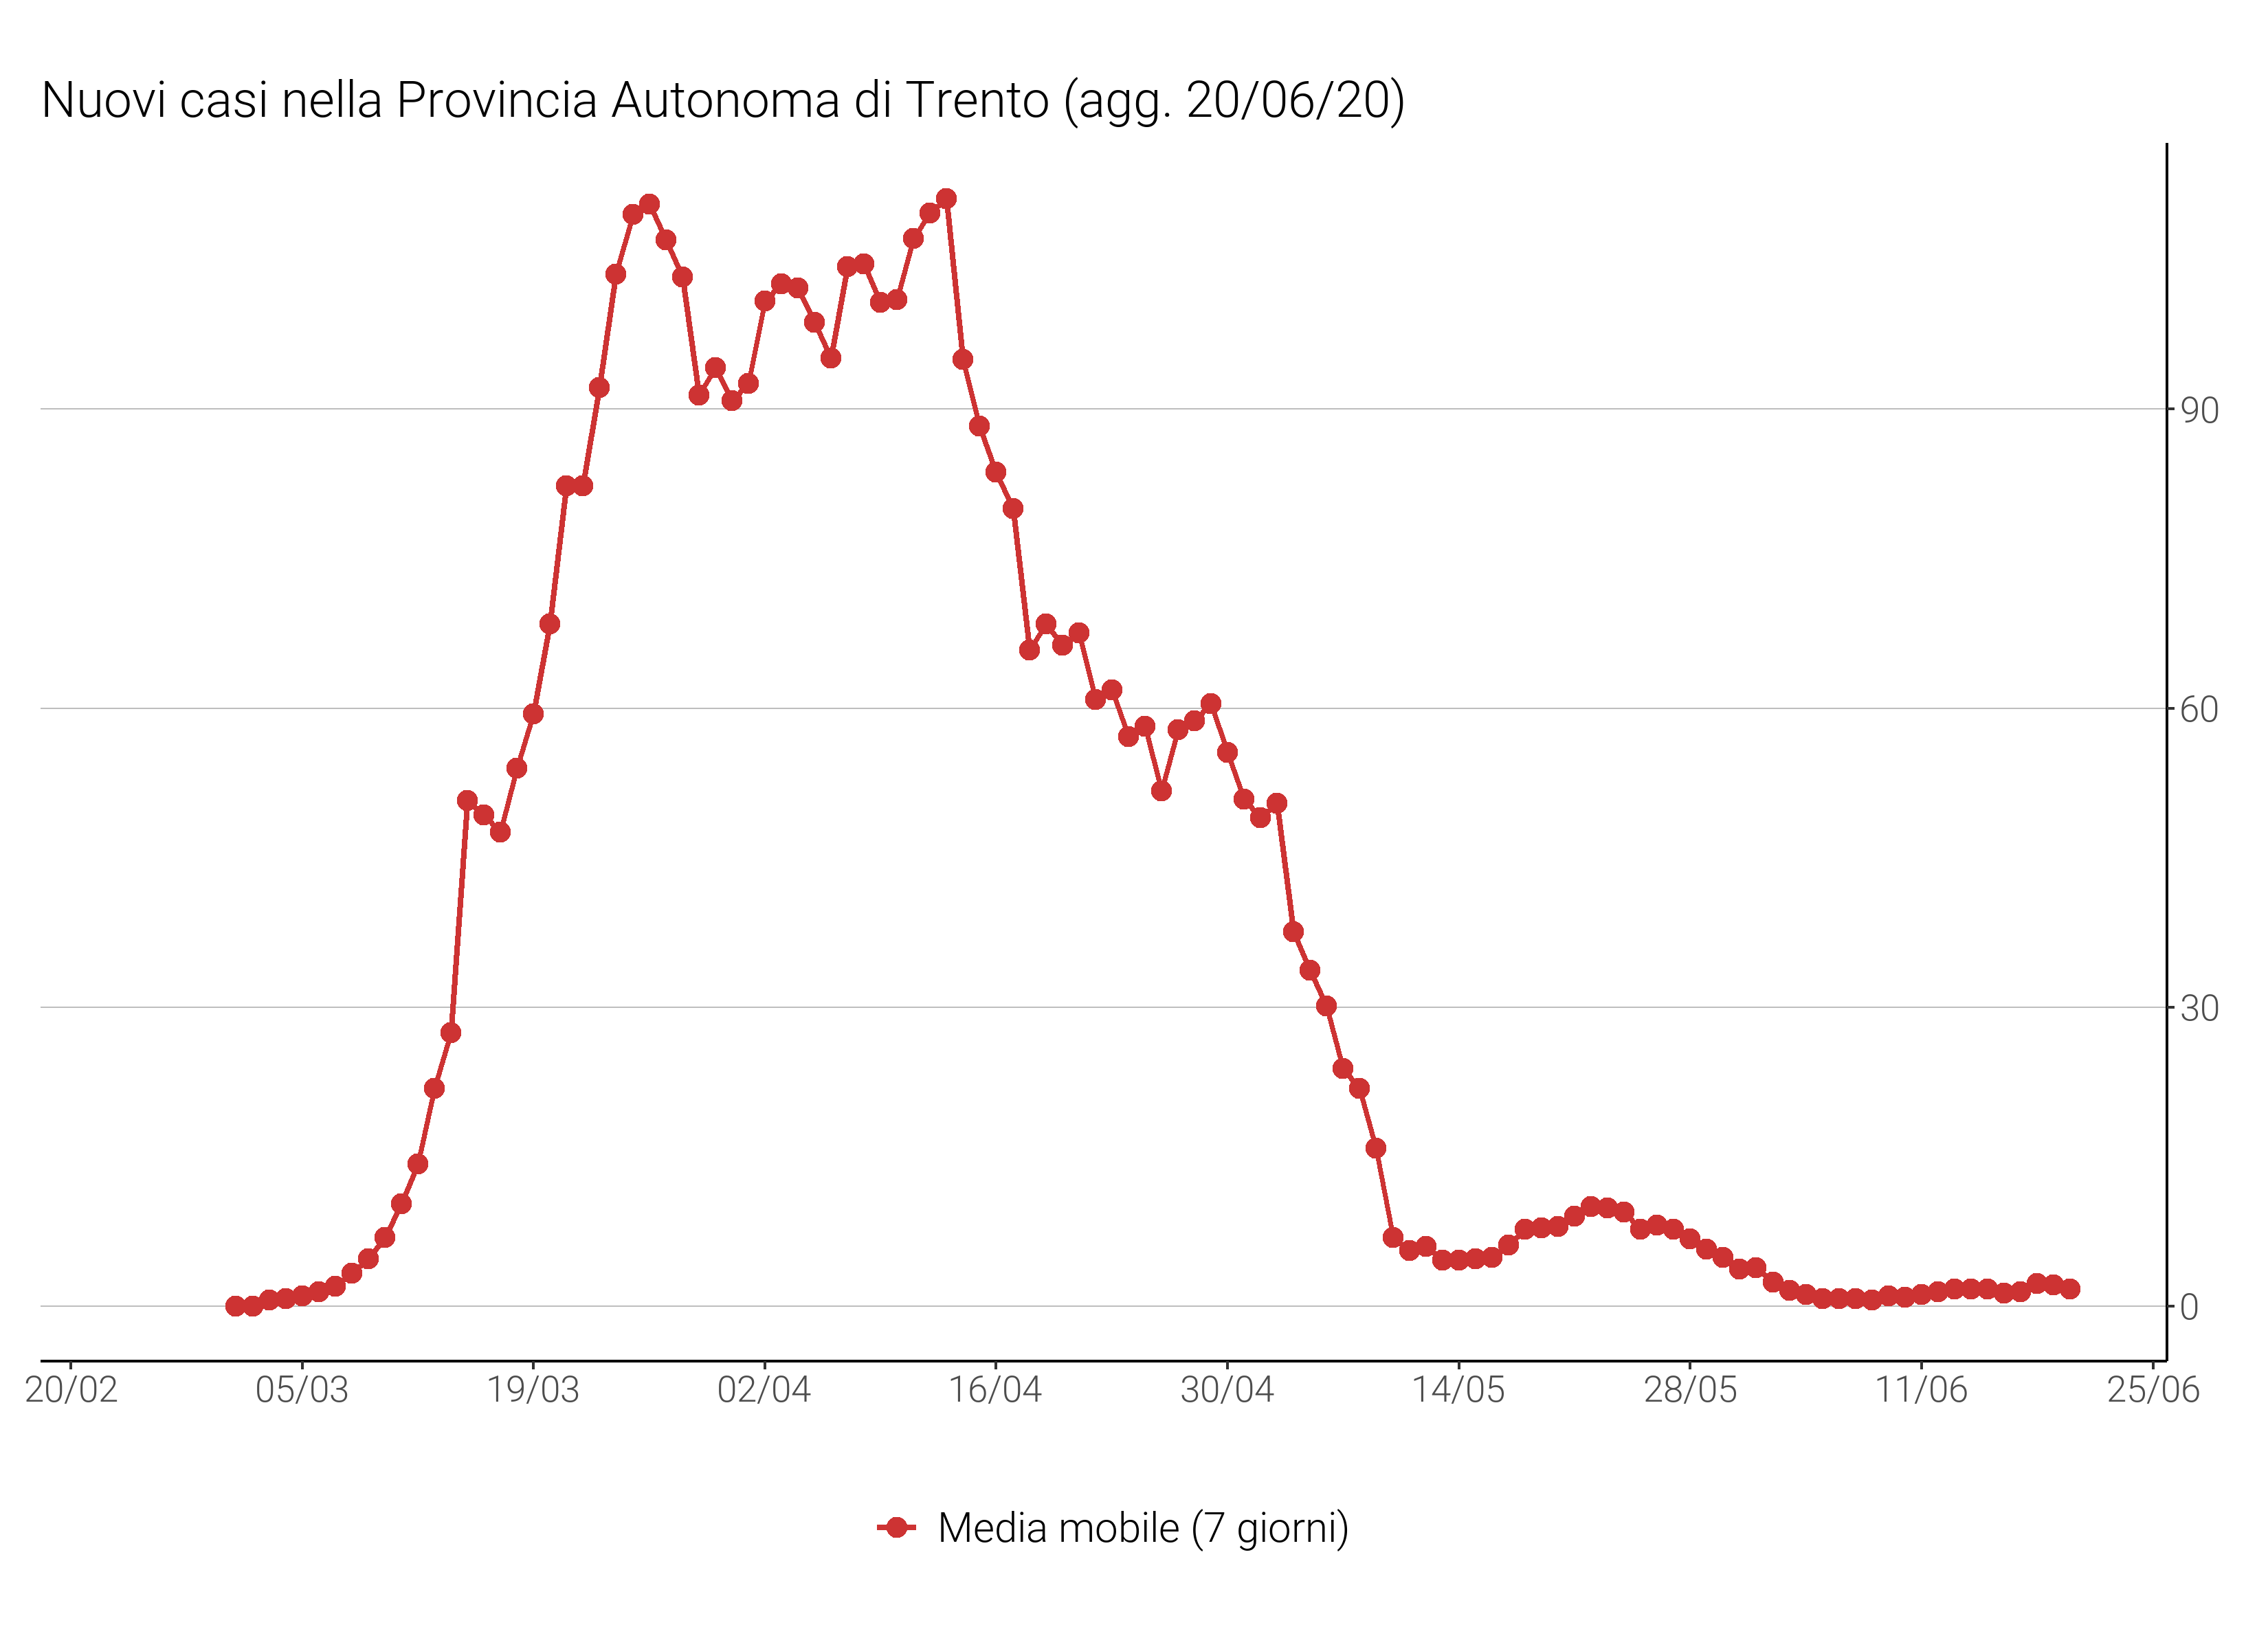 Nuovi casi nella Provincia Autonoma di Trento (agg. 20/06/20)
90
60
30
0
20/02 05/03 19/03 02/04 16/04 30/04 14/05 28/05 11/06 25/06
Media mobile (7 giorni)